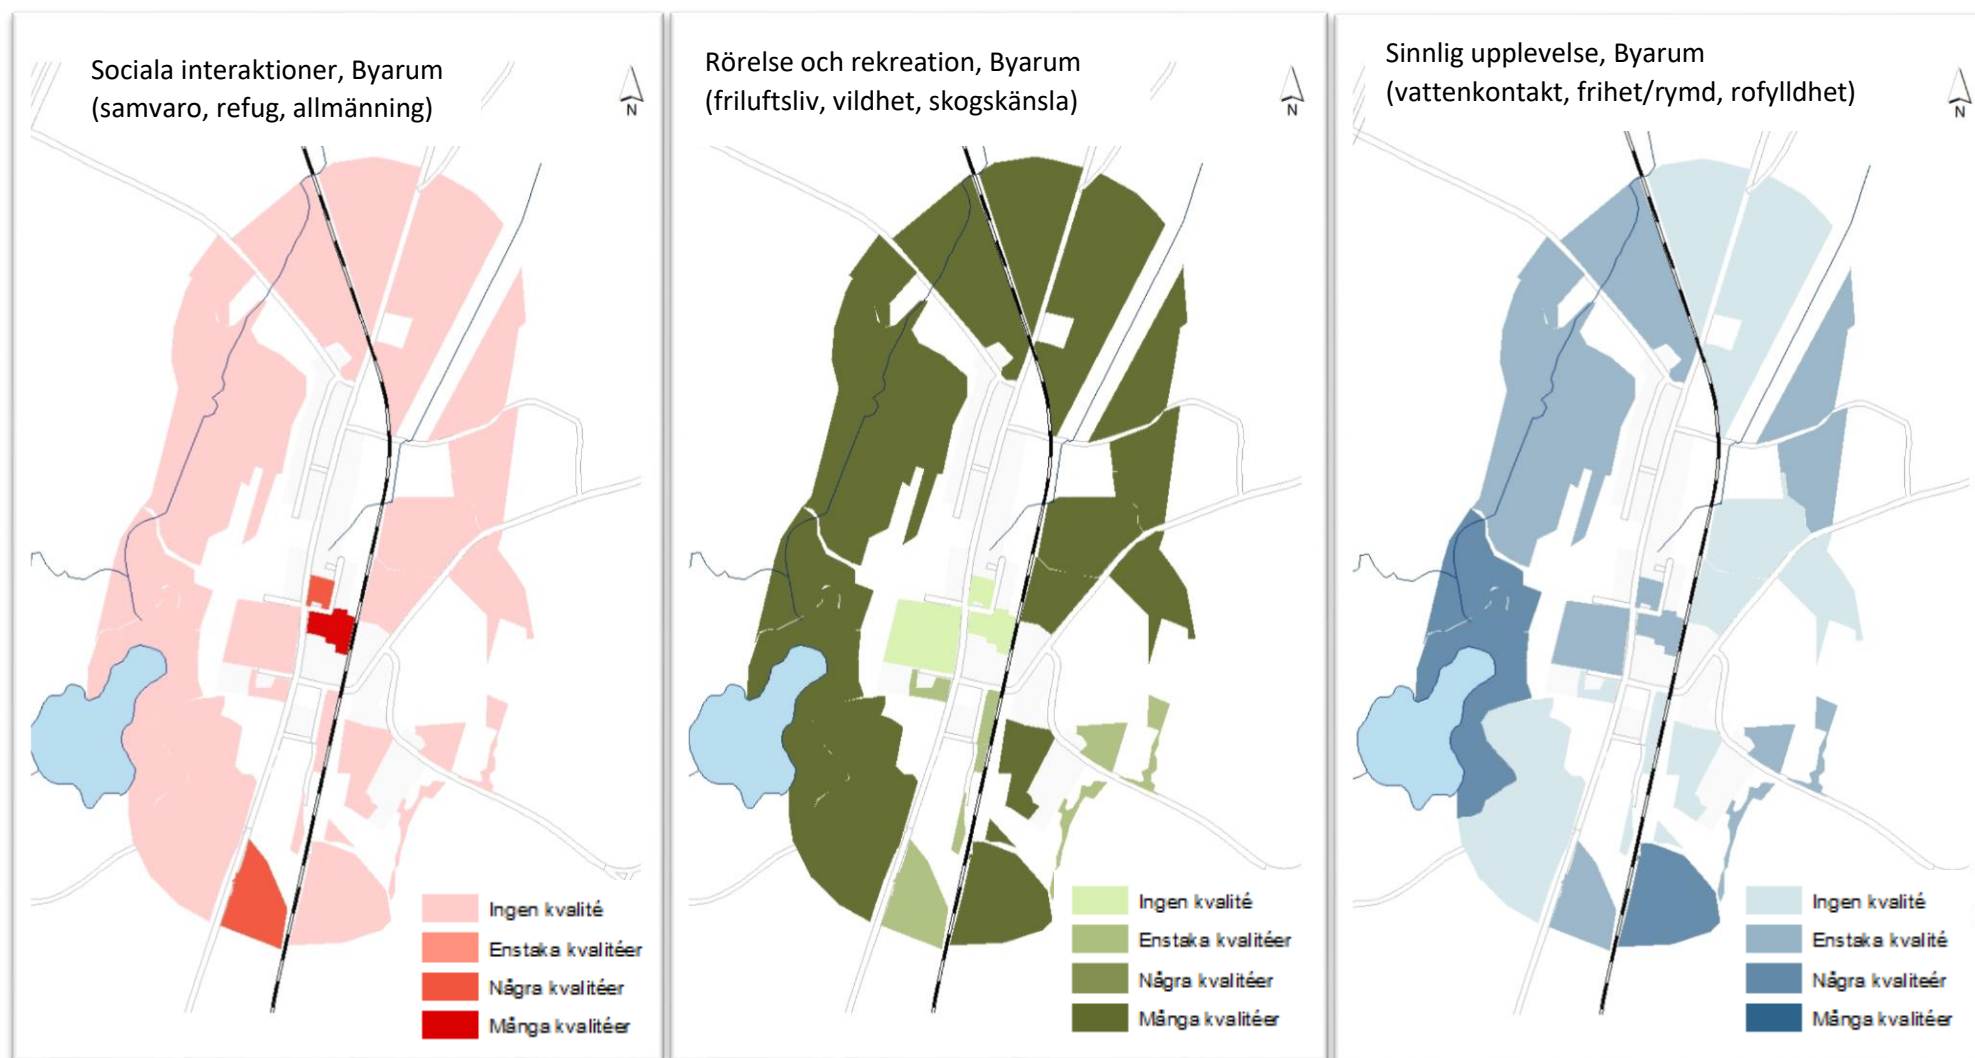 Sociala interaktioner, Byarum
(samvaro, refug, allmänning)
N
Ingen kvalité
Enstaka kvalitéer
Några kvalitéer
Många kvalitéer
Rörelse och rekreation, Byarum
(friluftsliv, vildhet, skogskänsla)
N
Ingen kvalité
Enstaka kvalitéer
Några kvalitéer
Många kvalitéer
Sinnlig upplevelse, Byarum
(vattenkontakt, frihet/rymd, rofylldhet)
N
Ingen kvalité
Enstaka kvalité
Några kvaliteér
Många kvalitéer